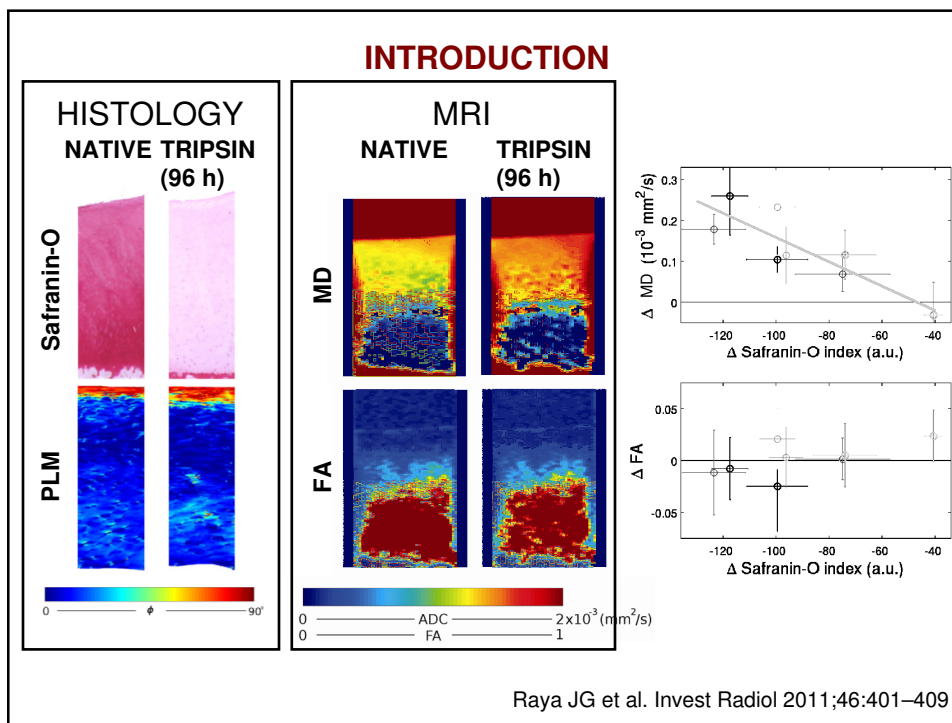 INTRODUCTION
HISTOLOGY
NATIVE TRIPSIN
(96 h)
Safranin-O
PLM
0 ϕ 90°
MRI
NATIVE TRIPSIN
(96 h)
MD
FA
0 ADC 2x10⁻³ (mm²/s)
0 FA 1
Δ MD (10⁻³ mm²/s)
0.3
0.2
0.1
0
-120 -100 -80 -60 -40
Δ Safranin-O index (a.u.)
Δ FA
0.05
0
-0.05
-120 -100 -80 -60 -40
Δ Safranin-O index (a.u.)
Raya JG et al. Invest Radiol 2011;46:401–409